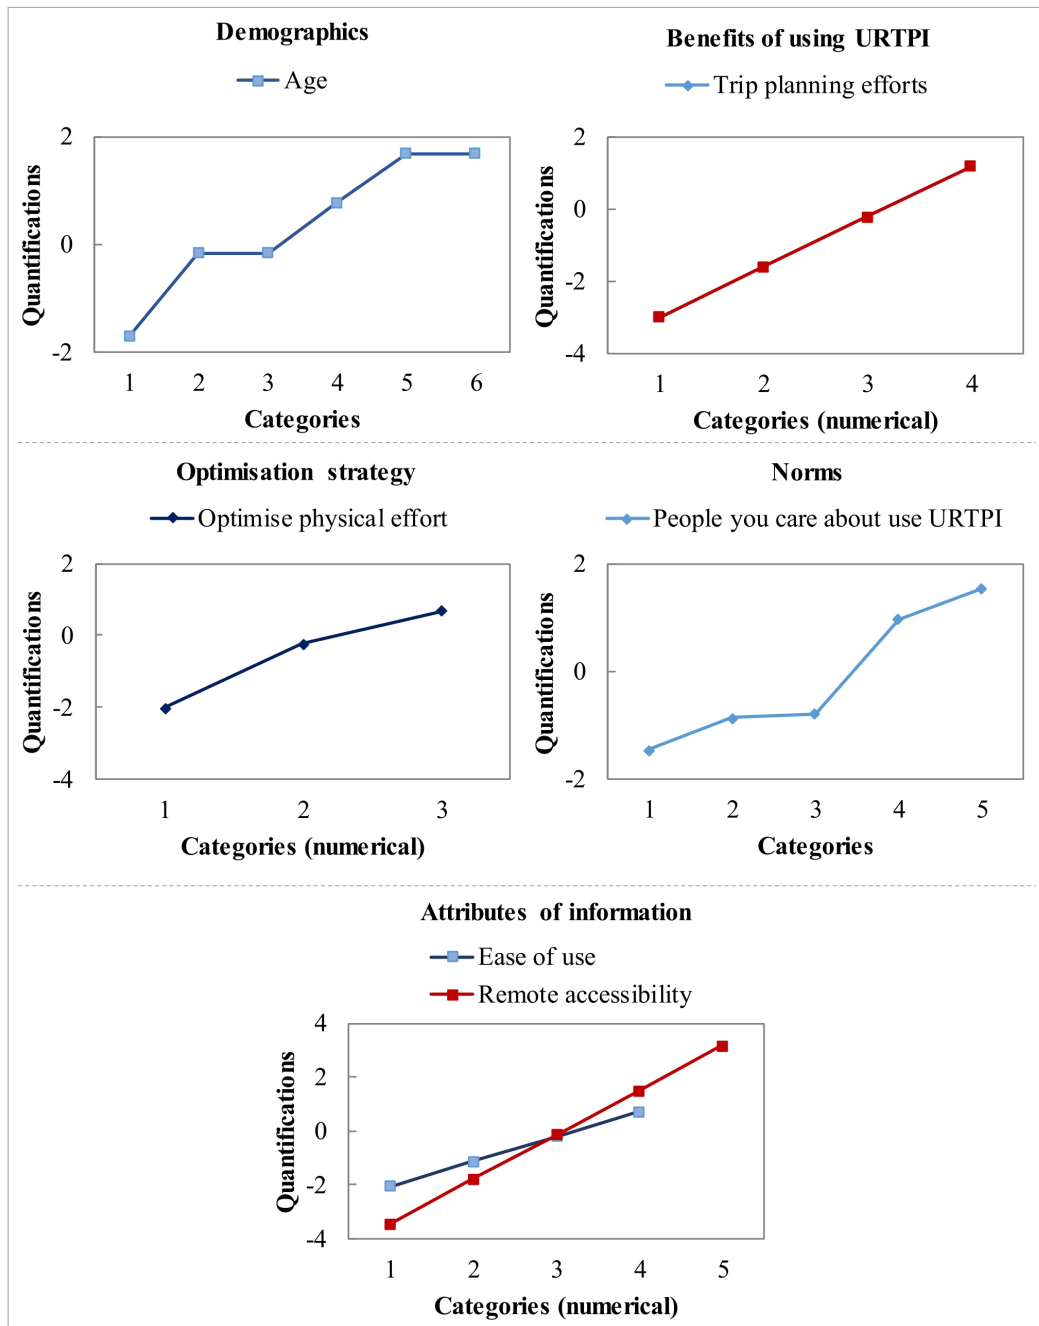 Demographics
Age
2
0
-2
Quantifications
1 2 3 4 5 6
Categories
Benefits of using URTPI
Trip planning efforts
2
0
-2
-4
Quantifications
1 2 3 4
Categories (numerical)
Optimisation strategy
Optimise physical effort
2
0
-2
-4
Quantifications
1 2 3
Categories (numerical)
Norms
People you care about use URTPI
2
0
-2
Quantifications
1 2 3 4 5
Categories
Attributes of information
Ease of use
Remote accessibility
4
2
0
-2
-4
Quantifications
1 2 3 4 5
Categories (numerical)